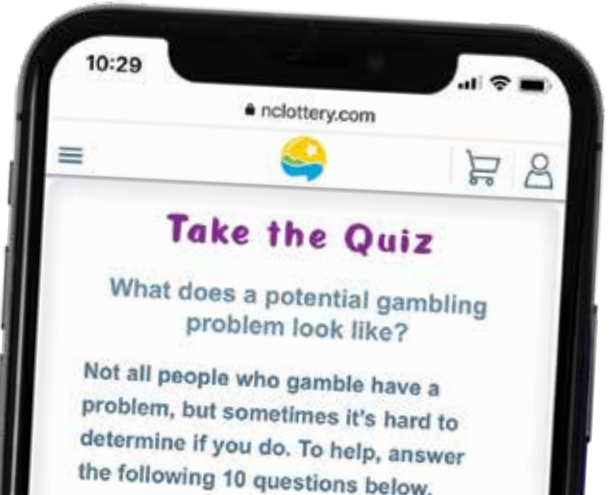 10:29
nclottery.com
Take the Quiz
What does a potential gambling
problem look like?
Not all people who gamble have a
problem, but sometimes it's hard to
determine if you do. To help, answer
the following 10 questions below.